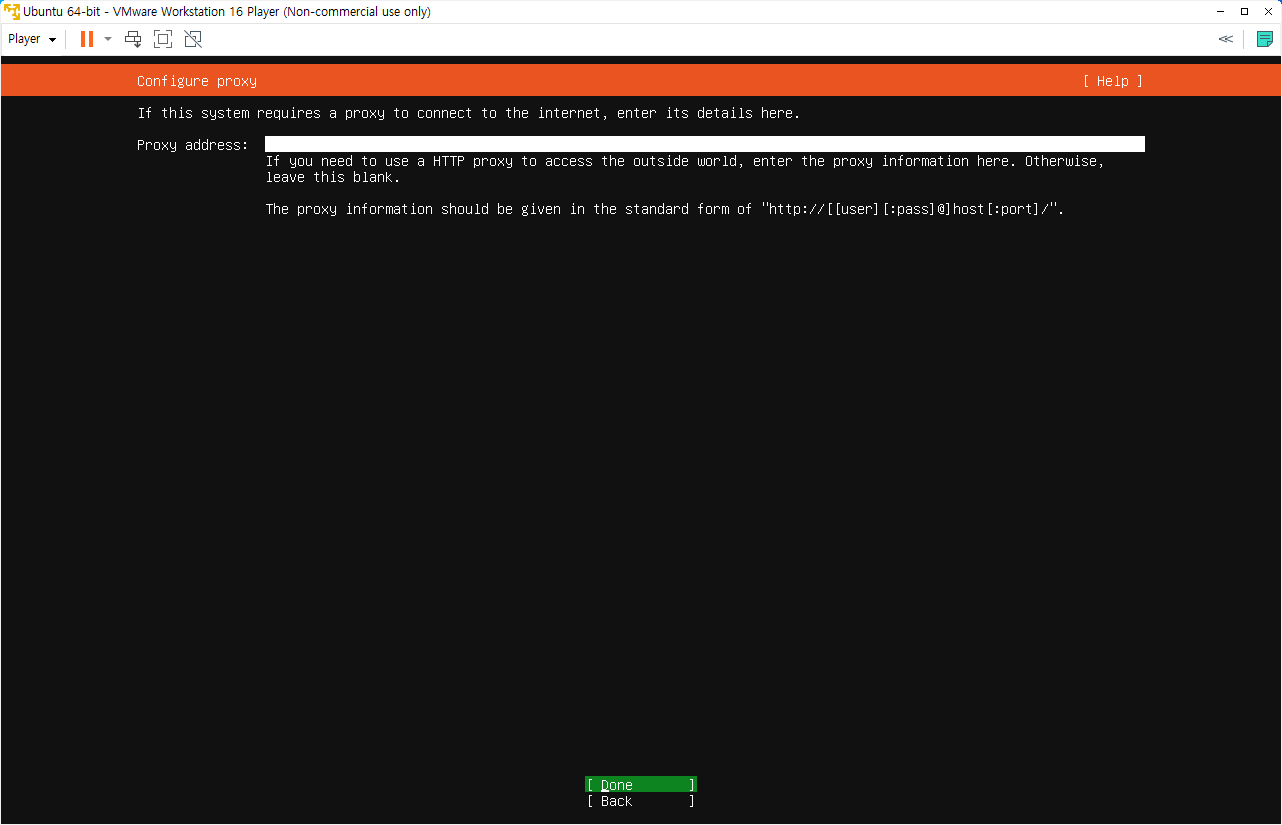 Ubuntu 64-bit - VMware Workstation 16 Player (Non-commercial use only)
Player
Configure proxy [ Help ]
If this system requires a proxy to connect to the internet, enter its details here.
Proxy address:
If you need to use a HTTP proxy to access the outside world, enter the proxy information here. Otherwise,
leave this blank.
The proxy information should be given in the standard form of "http://[[user][:pass]@]host[:port]/".
[ Done ]
[ Back ]